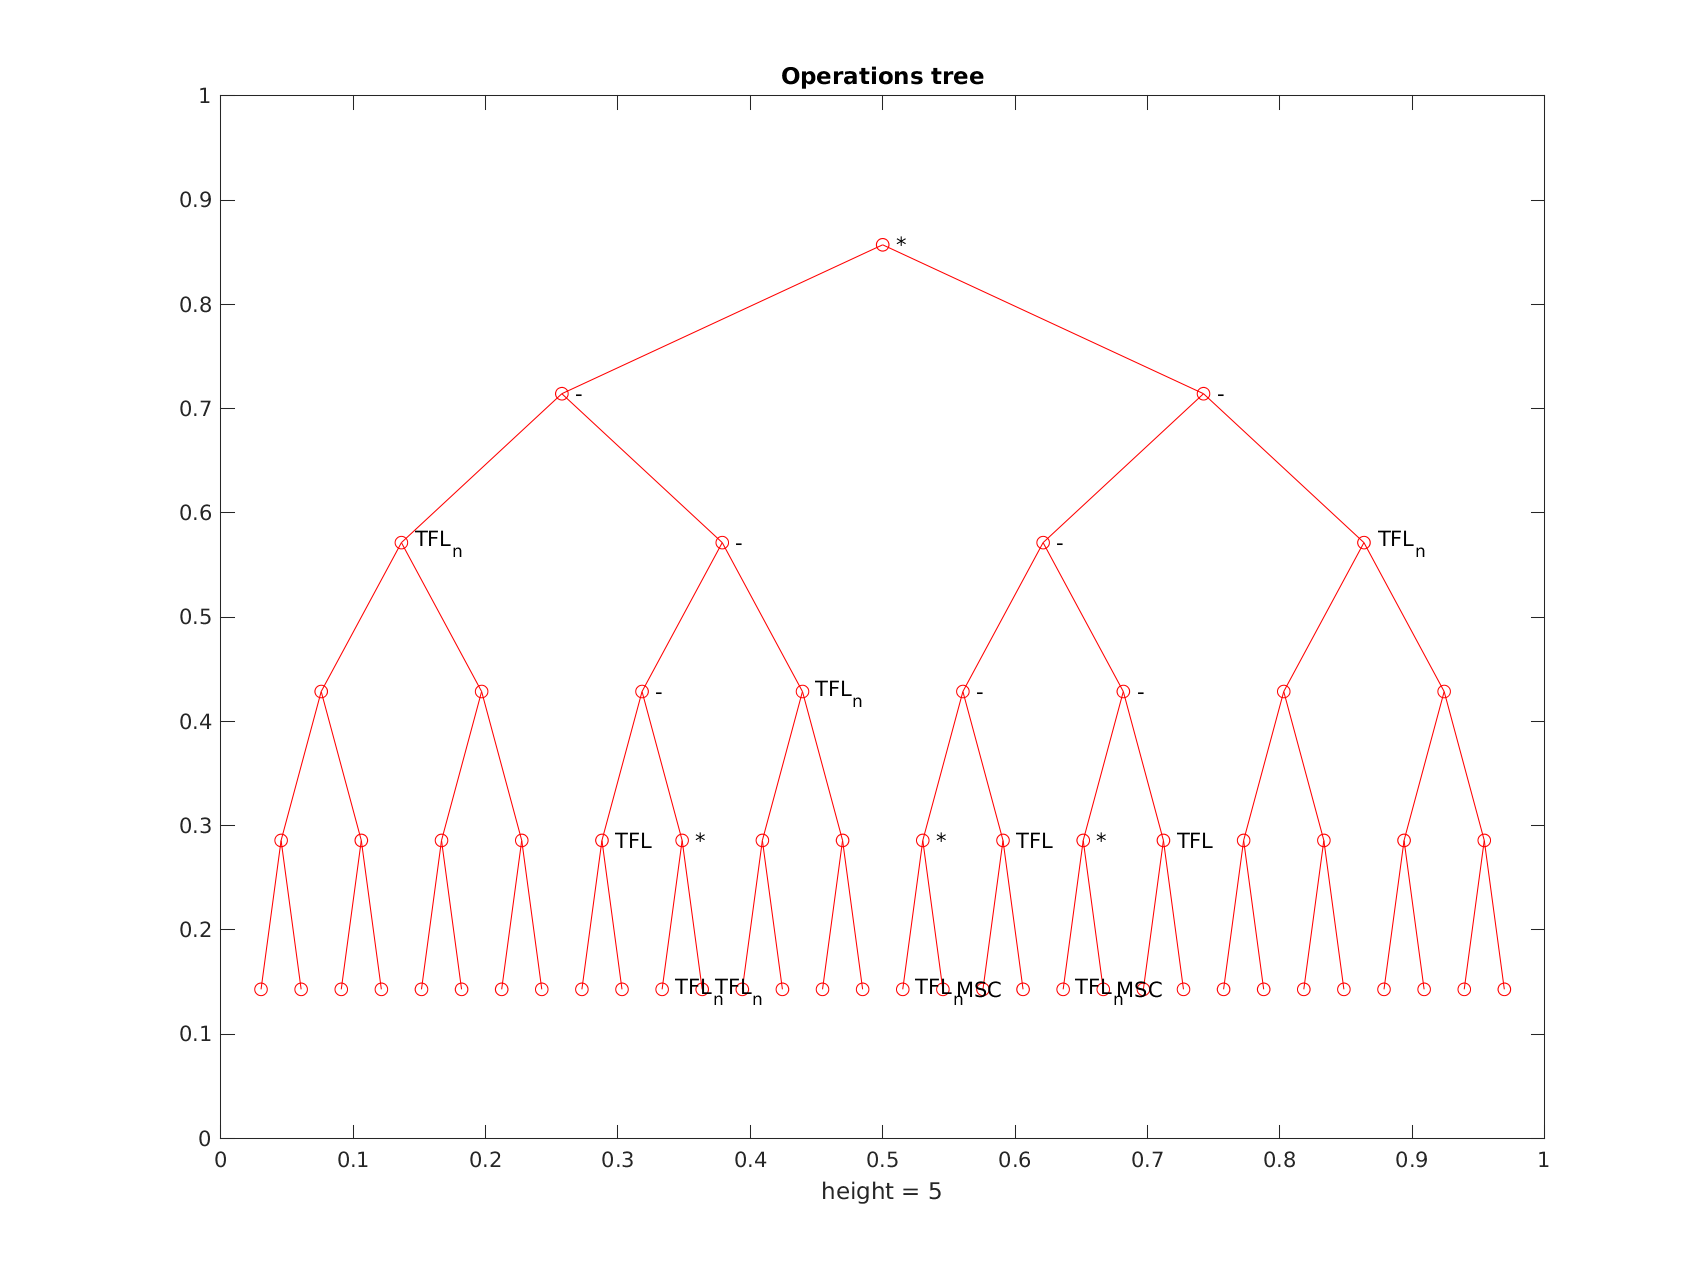 Operations tree
1
0.9
*
0.8
- -
0.7
0.6
TFLn - - TFLn
0.5
- TFLn - -
0.4
0.3
TFL * * TFL * TFL
0.2
TFLn TFLn TFLn MSC TFLn MSC
0.1
0
0 0.1 0.2 0.3 0.4 0.5 0.6 0.7 0.8 0.9 1
height = 5